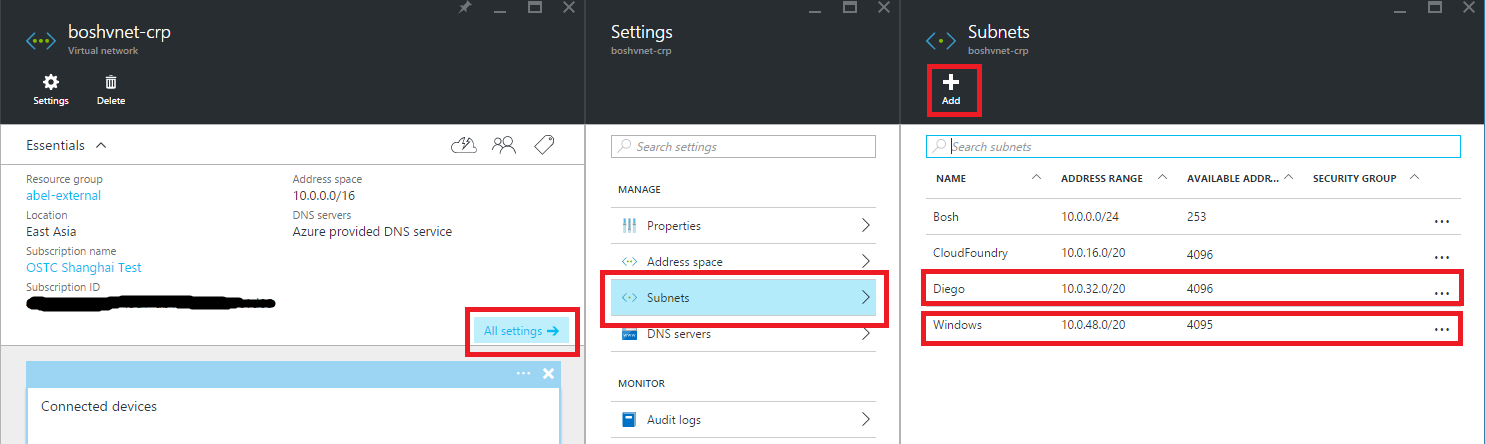 boshvnet-crp
Virtual network
Settings
Delete
Essentials
Resource group
abel-external
Location
East Asia
Subscription name
OSTC Shanghai Test
Subscription ID
Address space
10.0.0.0/16
DNS servers
Azure provided DNS service
All settings
Connected devices
Settings
boshvnet-crp
Search settings
MANAGE
Properties
Address space
Subnets
DNS servers
MONITOR
Audit logs
Subnets
boshvnet-crp
Add
Search subnets
NAME ADDRESS RANGE AVAILABLE ADDR... SECURITY GROUP
Bosh 10.0.0.0/24 253
CloudFoundry 10.0.16.0/20 4096
Diego 10.0.32.0/20 4096
Windows 10.0.48.0/20 4095